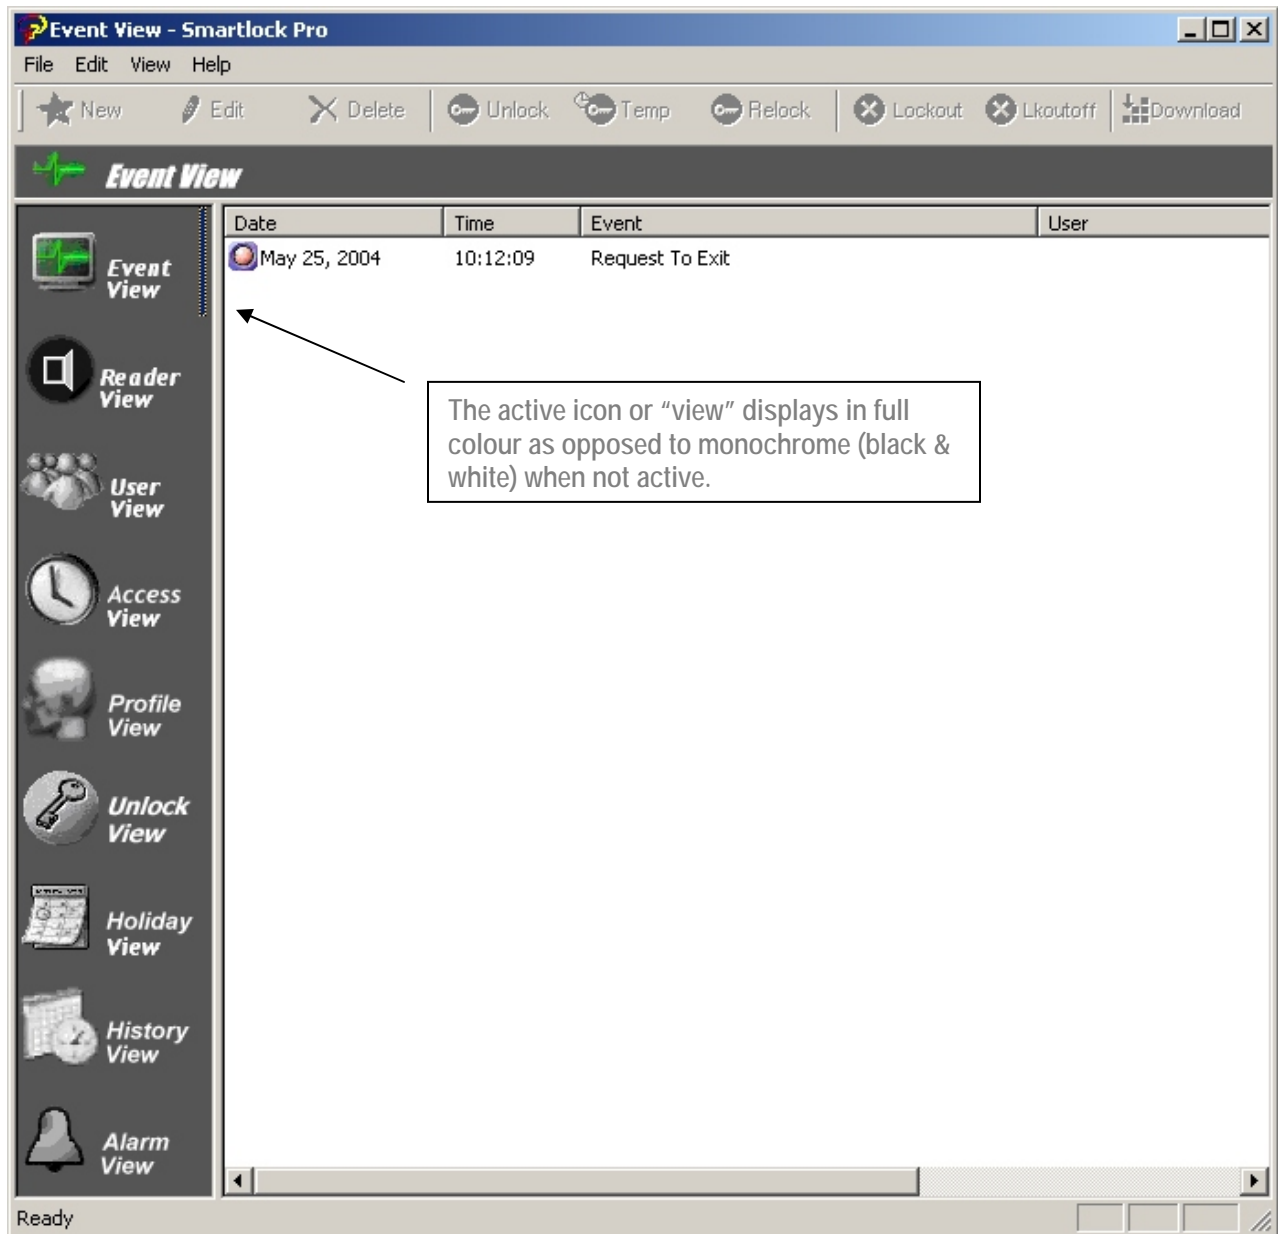 Event View - Smartlock Pro
File Edit View Help
New Edit Delete Unlock Temp Relock Lockout Lkoutoff Download
Event View
Date Time Event User
May 25, 2004 10:12:09 Request To Exit
Event
View
Reader
View
The active icon or “view” displays in full
colour as opposed to monochrome (black &
white) when not active.
User
View
Access
View
Profile
View
Unlock
View
Holiday
View
History
View
Alarm
View
Ready